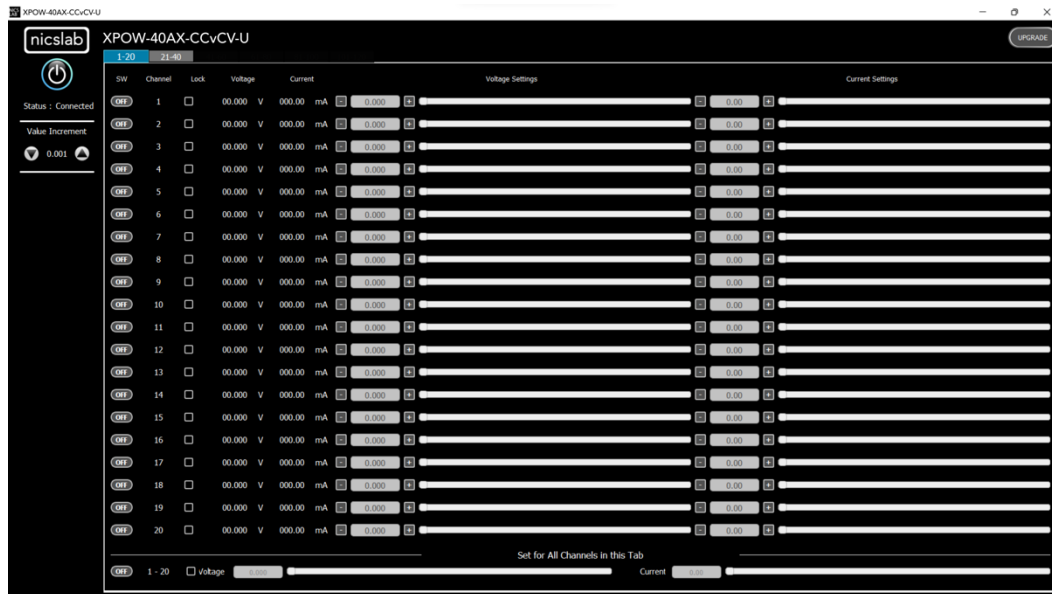 XPOW-40AX-CCvCV-U
nicslab
XPOW-40AX-CCvCV-U
UPGRADE
1-20 21-40
SW Channel Lock Voltage Current Voltage Settings Current Settings
Status : Connected
Value Increment
0.001
OFF 1 00.000 V 000.00 mA - 0.000 + - 0.00 +
OFF 2 00.000 V 000.00 mA - 0.000 + - 0.00 +
OFF 3 00.000 V 000.00 mA - 0.000 + - 0.00 +
OFF 4 00.000 V 000.00 mA - 0.000 + - 0.00 +
OFF 5 00.000 V 000.00 mA - 0.000 + - 0.00 +
OFF 6 00.000 V 000.00 mA - 0.000 + - 0.00 +
OFF 7 00.000 V 000.00 mA - 0.000 + - 0.00 +
OFF 8 00.000 V 000.00 mA - 0.000 + - 0.00 +
OFF 9 00.000 V 000.00 mA - 0.000 + - 0.00 +
OFF 10 00.000 V 000.00 mA - 0.000 + - 0.00 +
OFF 11 00.000 V 000.00 mA - 0.000 + - 0.00 +
OFF 12 00.000 V 000.00 mA - 0.000 + - 0.00 +
OFF 13 00.000 V 000.00 mA - 0.000 + - 0.00 +
OFF 14 00.000 V 000.00 mA - 0.000 + - 0.00 +
OFF 15 00.000 V 000.00 mA - 0.000 + - 0.00 +
OFF 16 00.000 V 000.00 mA - 0.000 + - 0.00 +
OFF 17 00.000 V 000.00 mA - 0.000 + - 0.00 +
OFF 18 00.000 V 000.00 mA - 0.000 + - 0.00 +
OFF 19 00.000 V 000.00 mA - 0.000 + - 0.00 +
OFF 20 00.000 V 000.00 mA - 0.000 + - 0.00 +
Set for All Channels in this Tab
OFF 1 - 20 Voltage 0.000 Current 0.00